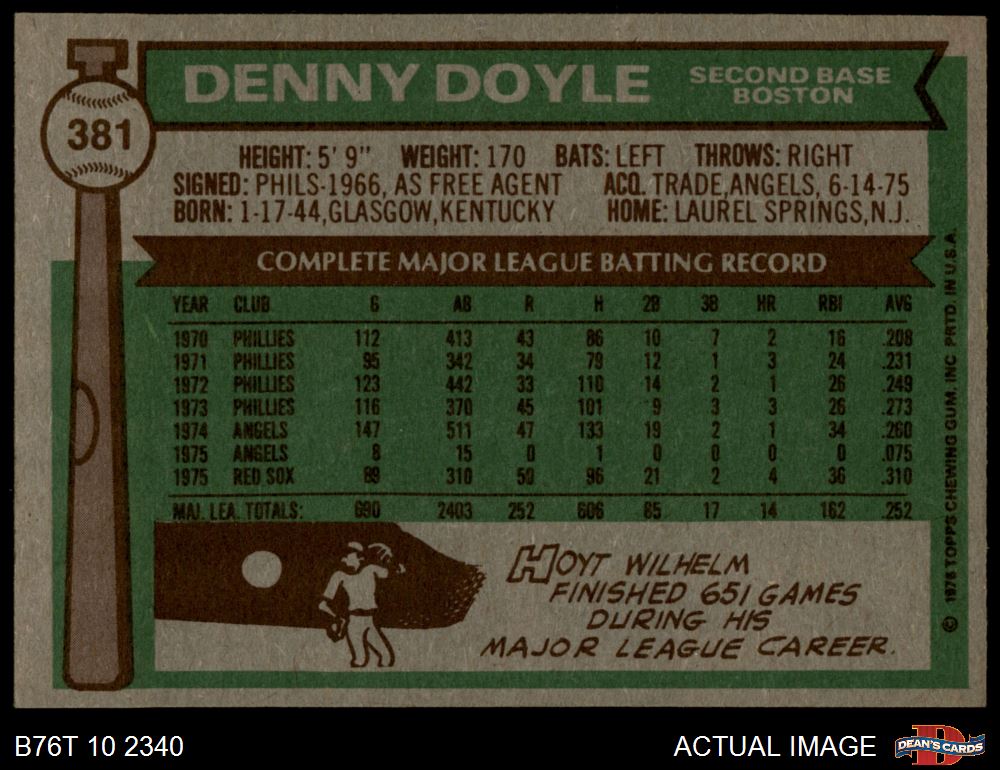 DENNY DOYLE
SECOND BASE
BOSTON
381
HEIGHT: 5' 9" WEIGHT: 170 BATS: LEFT THROWS: RIGHT
SIGNED: PHILS-1966, AS FREE AGENT ACQ. TRADE,ANGELS, 6-14-75
BORN: 1-17-44,GLASGOW,KENTUCKY HOME: LAUREL SPRINGS,N.J.
COMPLETE MAJOR LEAGUE BATTING RECORD
YEAR CLUB G AB R H 2B 3B HR RBI AVG
1970 PHILLIES 112 413 43 86 10 7 2 16 .208
1971 PHILLIES 95 342 34 79 12 1 3 24 .231
1972 PHILLIES 123 442 33 110 14 2 1 26 .249
1973 PHILLIES 116 370 45 101 9 3 3 26 .273
1974 ANGELS 147 511 47 133 19 2 1 34 .260
1975 ANGELS 8 15 0 1 0 0 0 0 .075
1975 RED SOX 89 310 50 96 21 2 4 36 .310
MAJ. LEA. TOTALS: 690 2403 252 606 85 17 14 162 .252
HOYT WILHELM
FINISHED 651 GAMES
DURING HIS
MAJOR LEAGUE CAREER.
© 1976 TOPPS CHEWING GUM, INC PRTD. IN U.S.A.
B76T 10 2340
ACTUAL IMAGE
DEAN'S CARDS